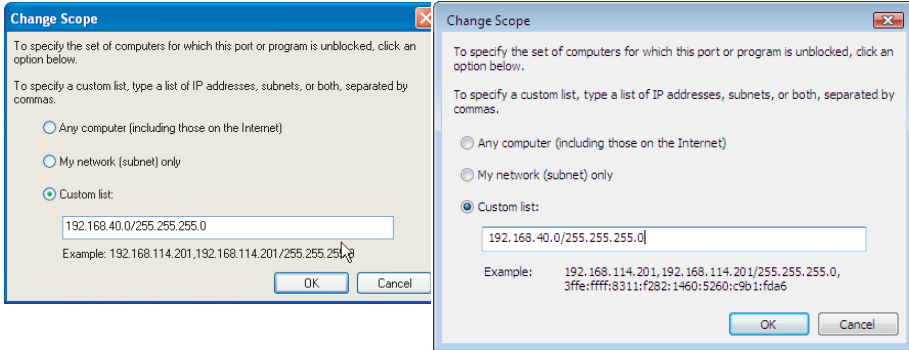 Change Scope
To specify the set of computers for which this port or program is unblocked, click an
option below.
To specify a custom list, type a list of IP addresses, subnets, or both, separated by
commas.
Any computer (including those on the Internet)
My network (subnet) only
Custom list:
192.168.40.0/255.255.255.0
Example: 192.168.114.201,192.168.114.201/255.255.255.0
OK Cancel
Change Scope
To specify the set of computers for which this port or program is unblocked, click an
option below.
To specify a custom list, type a list of IP addresses, subnets, or both, separated by
commas.
Any computer (including those on the Internet)
My network (subnet) only
Custom list:
192.168.40.0/255.255.255.0
Example: 192.168.114.201,192.168.114.201/255.255.255.0,
3ffe:ffff:8311:f282:1460:5260:c9b1:fda6
OK Cancel